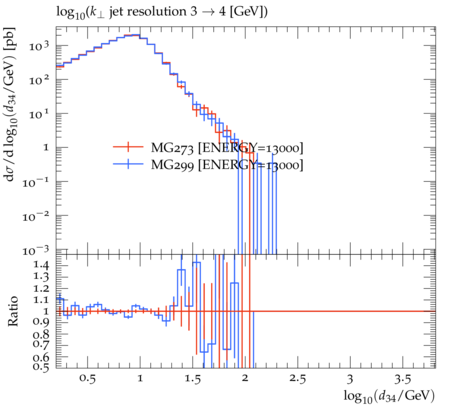 log₁₀(k⊥ jet resolution 3 → 4 [GeV])
dσ/d log₁₀(d₃₄/GeV) [pb]
10³
10²
10¹
1
10⁻¹
10⁻²
10⁻³
MG273 [ENERGY=13000]
MG299 [ENERGY=13000]
Ratio
1.4
1.3
1.2
1.1
1
0.9
0.8
0.7
0.6
0.5
0.5 1 1.5 2 2.5 3 3.5
log₁₀(d₃₄/GeV)